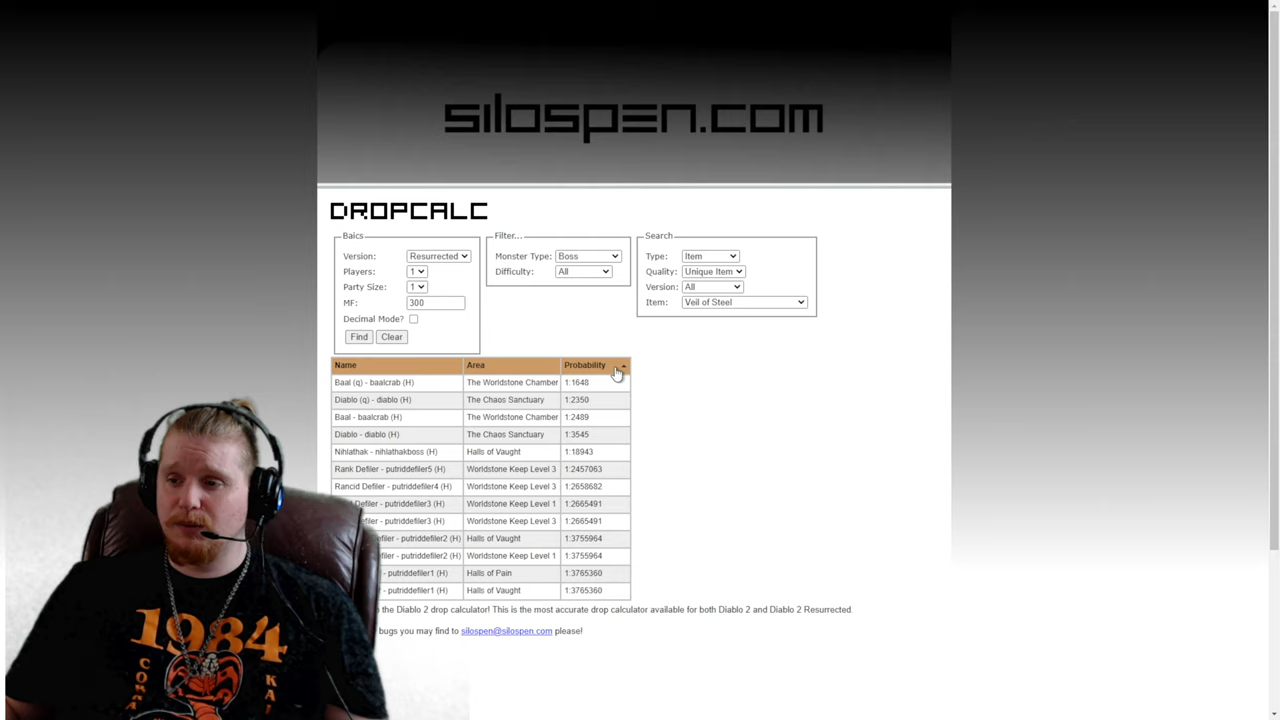 silospen.com
DROPCALC
Baics
Version: Resurrected
Players: 1
Party Size: 1
MF: 300
Decimal Mode?
Find Clear
Filter...
Monster Type: Boss
Difficulty: All
Search
Type: Item
Quality: Unique Item
Version: All
Item: Veil of Steel
Name Area Probability
Baal (q) - baalcrab (H) The Worldstone Chamber 1:1648
Diablo (q) - diablo (H) The Chaos Sanctuary 1:2350
Baal - baalcrab (H) The Worldstone Chamber 1:2489
Diablo - diablo (H) The Chaos Sanctuary 1:3545
Nihlathak - nihlathakboss (H) Halls of Vaught 1:18943
Rank Defiler - putriddefiler5 (H) Worldstone Keep Level 3 1:2457063
Rancid Defiler - putriddefiler4 (H) Worldstone Keep Level 3 1:2658682
Defiler - putriddefiler3 (H) Worldstone Keep Level 1 1:2665491
efiler - putriddefiler3 (H) Worldstone Keep Level 3 1:2665491
efiler - putriddefiler2 (H) Halls of Vaught 1:3755964
efiler - putriddefiler2 (H) Worldstone Keep Level 1 1:3755964
- putriddefiler1 (H) Halls of Pain 1:3765360
- putriddefiler1 (H) Halls of Vaught 1:3765360
the Diablo 2 drop calculator! This is the most accurate drop calculator available for both Diablo 2 and Diablo 2 Resurrected.
bugs you may find to silospen@silospen.com please!
1984
COBRA
KAI